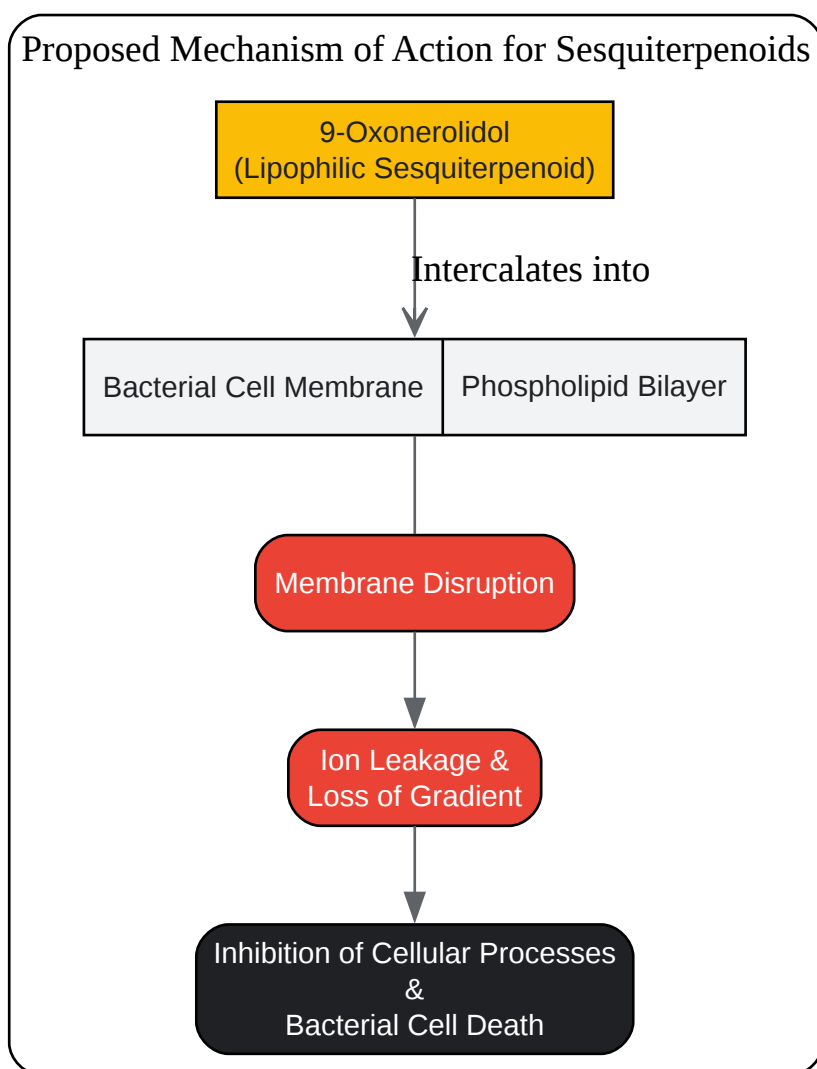 Proposed Mechanism of Action for Sesquiterpenoids
9-Oxonerolidol
(Lipophilic Sesquiterpenoid)
Intercalates into
Bacterial Cell Membrane
Phospholipid Bilayer
Membrane Disruption
Ion Leakage &
Loss of Gradient
Inhibition of Cellular Processes
&
Bacterial Cell Death